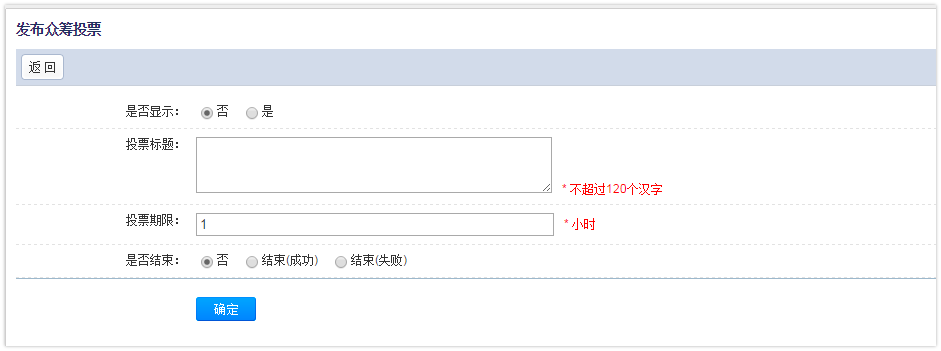 发布众筹投票
返 回
是否显示： 否 是
投票标题：
* 不超过120个汉字
投票期限： 1 * 小时
是否结束： 否 结束(成功) 结束(失败)
确定